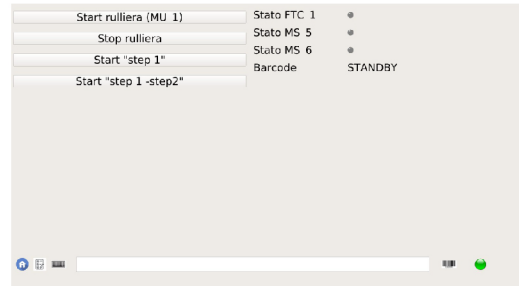 Start rulliera (MU 1)
Stop rulliera
Start "step 1"
Start "step 1 -step2"
Stato FTC 1
Stato MS 5
Stato MS 6
Barcode STANDBY